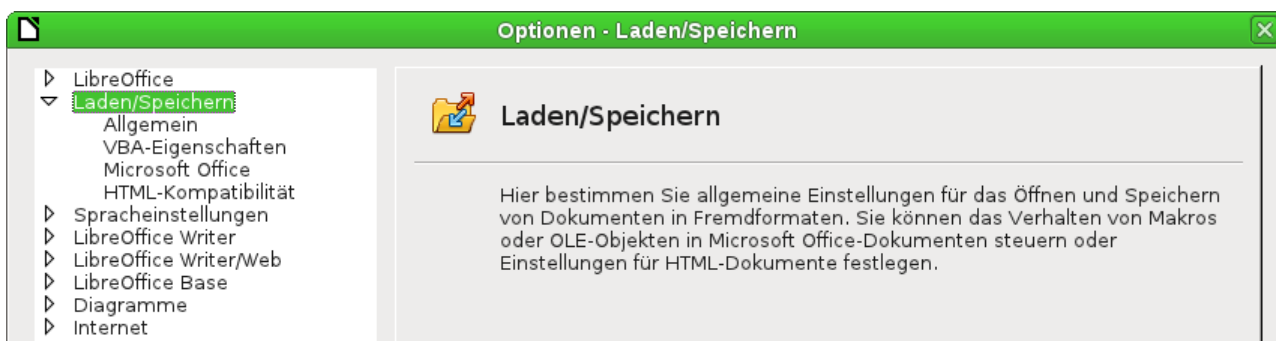 Optionen - Laden/Speichern
LibreOffice
Laden/Speichern
Allgemein
VBA-Eigenschaften
Microsoft Office
HTML-Kompatibilität
Spracheinstellungen
LibreOffice Writer
LibreOffice Writer/Web
LibreOffice Base
Diagramme
Internet
Laden/Speichern
Hier bestimmen Sie allgemeine Einstellungen für das Öffnen und Speichern
von Dokumenten in Fremdformaten. Sie können das Verhalten von Makros
oder OLE-Objekten in Microsoft Office-Dokumenten steuern oder
Einstellungen für HTML-Dokumente festlegen.